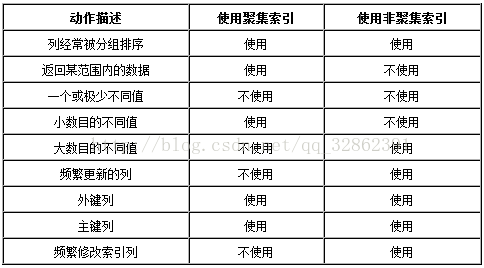 动作描述 使用聚集索引 使用非聚集索引
列经常被分组排序 使用 使用
返回某范围内的数据 使用 不使用
一个或极少不同值 不使用 不使用
小数目的不同值 使用 不使用
大数目的不同值 不使用 使用
频繁更新的列 不使用 使用
外键列 使用 使用
主键列 使用 使用
频繁修改索引列 不使用 使用